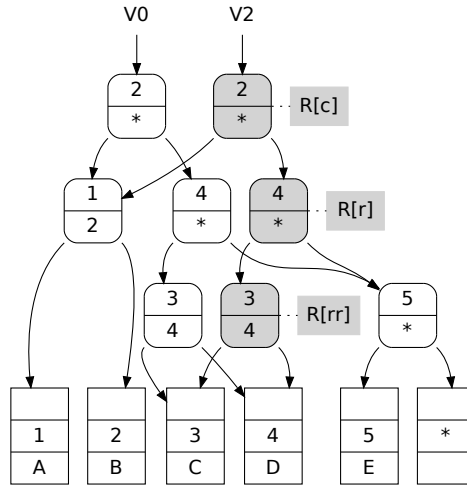 V0 V2
2 2
* * R[c]
1 4 4
2 * * R[r]
3 3 5
4 4 R[rr] *
1 2 3 4 5 *
A B C D E